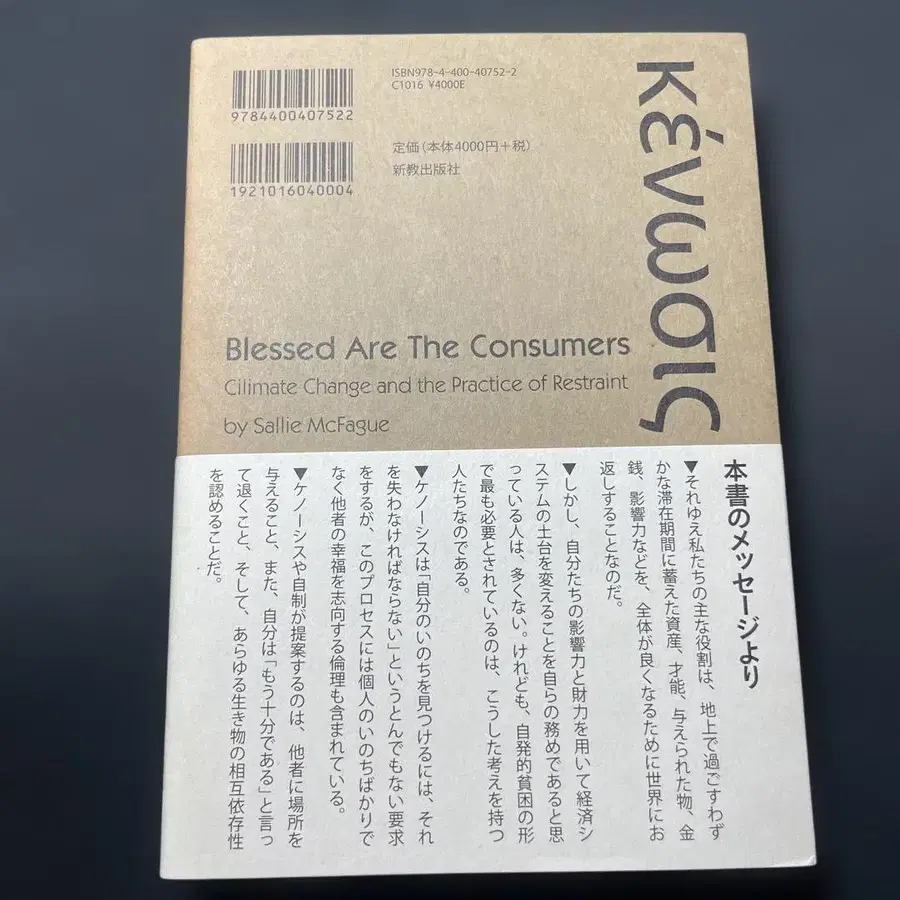 ISBN978-4-400-40752-2
C1016 ¥4000E
9784400407522
定価(本体4000円+税)
新教出版社
1921016040004
κένωσις
Blessed Are The Consumers
Cilimate Change and the Practice of Restraint
by Sallie McFague
本書のメッセージより
▼それゆえ私たちの主な役割は、地上で過ごすわず
かな滞在期間に蓄えた資産、才能、与えられた物、金
銭、影響力などを、全体が良くなるために世界にお
返しすることなのだ。
▼しかし、自分たちの影響力と財力を用いて経済シ
ステムの土台を変えることを自らの務めであると思
っている人は、多くない。けれども、自発的貧困の形
で最も必要とされているのは、こうした考えを持つ
人たちなのである。
▼ケノーシスは「自分のいのちを見つけるには、それ
を失わなければならない」というとんでもない要求
をするが、このプロセスには個人のいのちばかりで
なく他者の幸福を志向する倫理も含まれている。
▼ケノーシスや自制が提案するのは、他者に場所を
与えること、また、自分は「もう十分である」と言っ
て退くこと、そして、あらゆる生き物の相互依存性
を認めることだ。